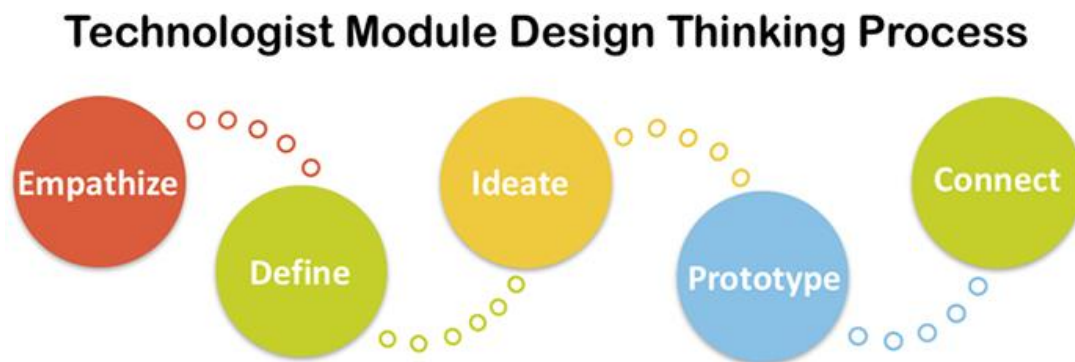 Technologist Module Design Thinking Process
Empathize
Define
Ideate
Prototype
Connect